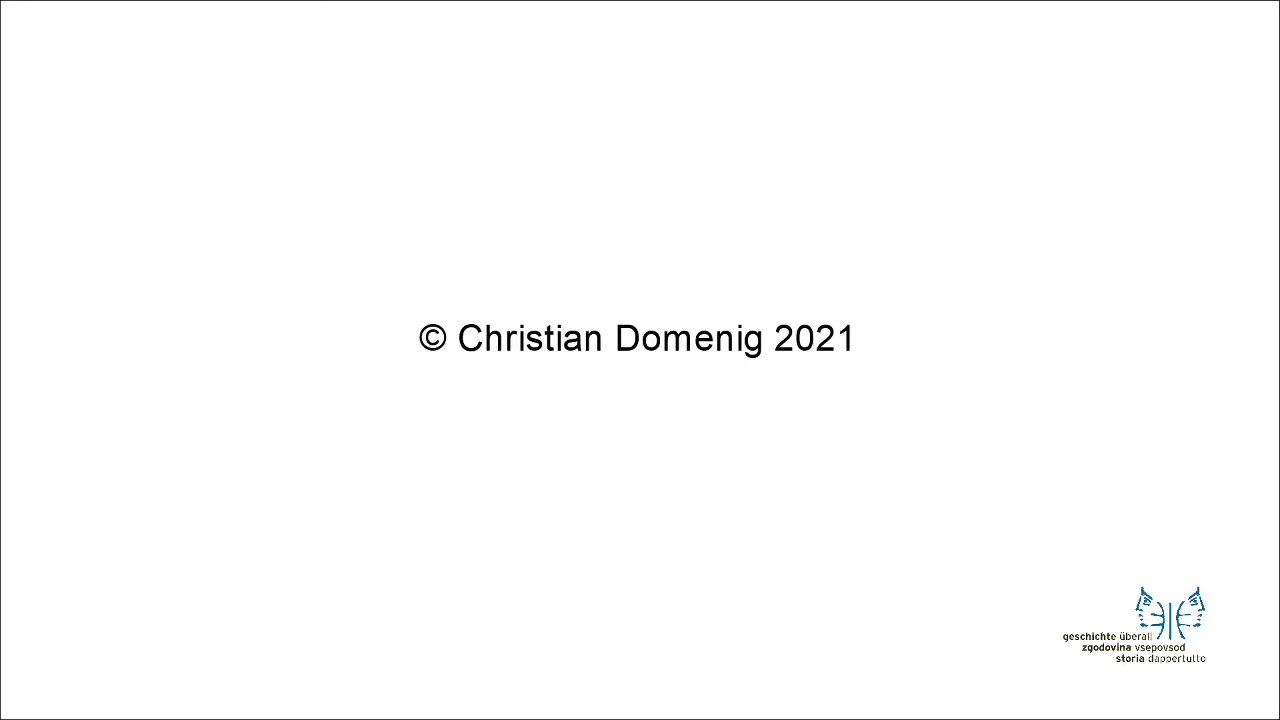 © Christian Domenig 2021
geschichte überall
zgodovina vsepovsod
storia dappertutto